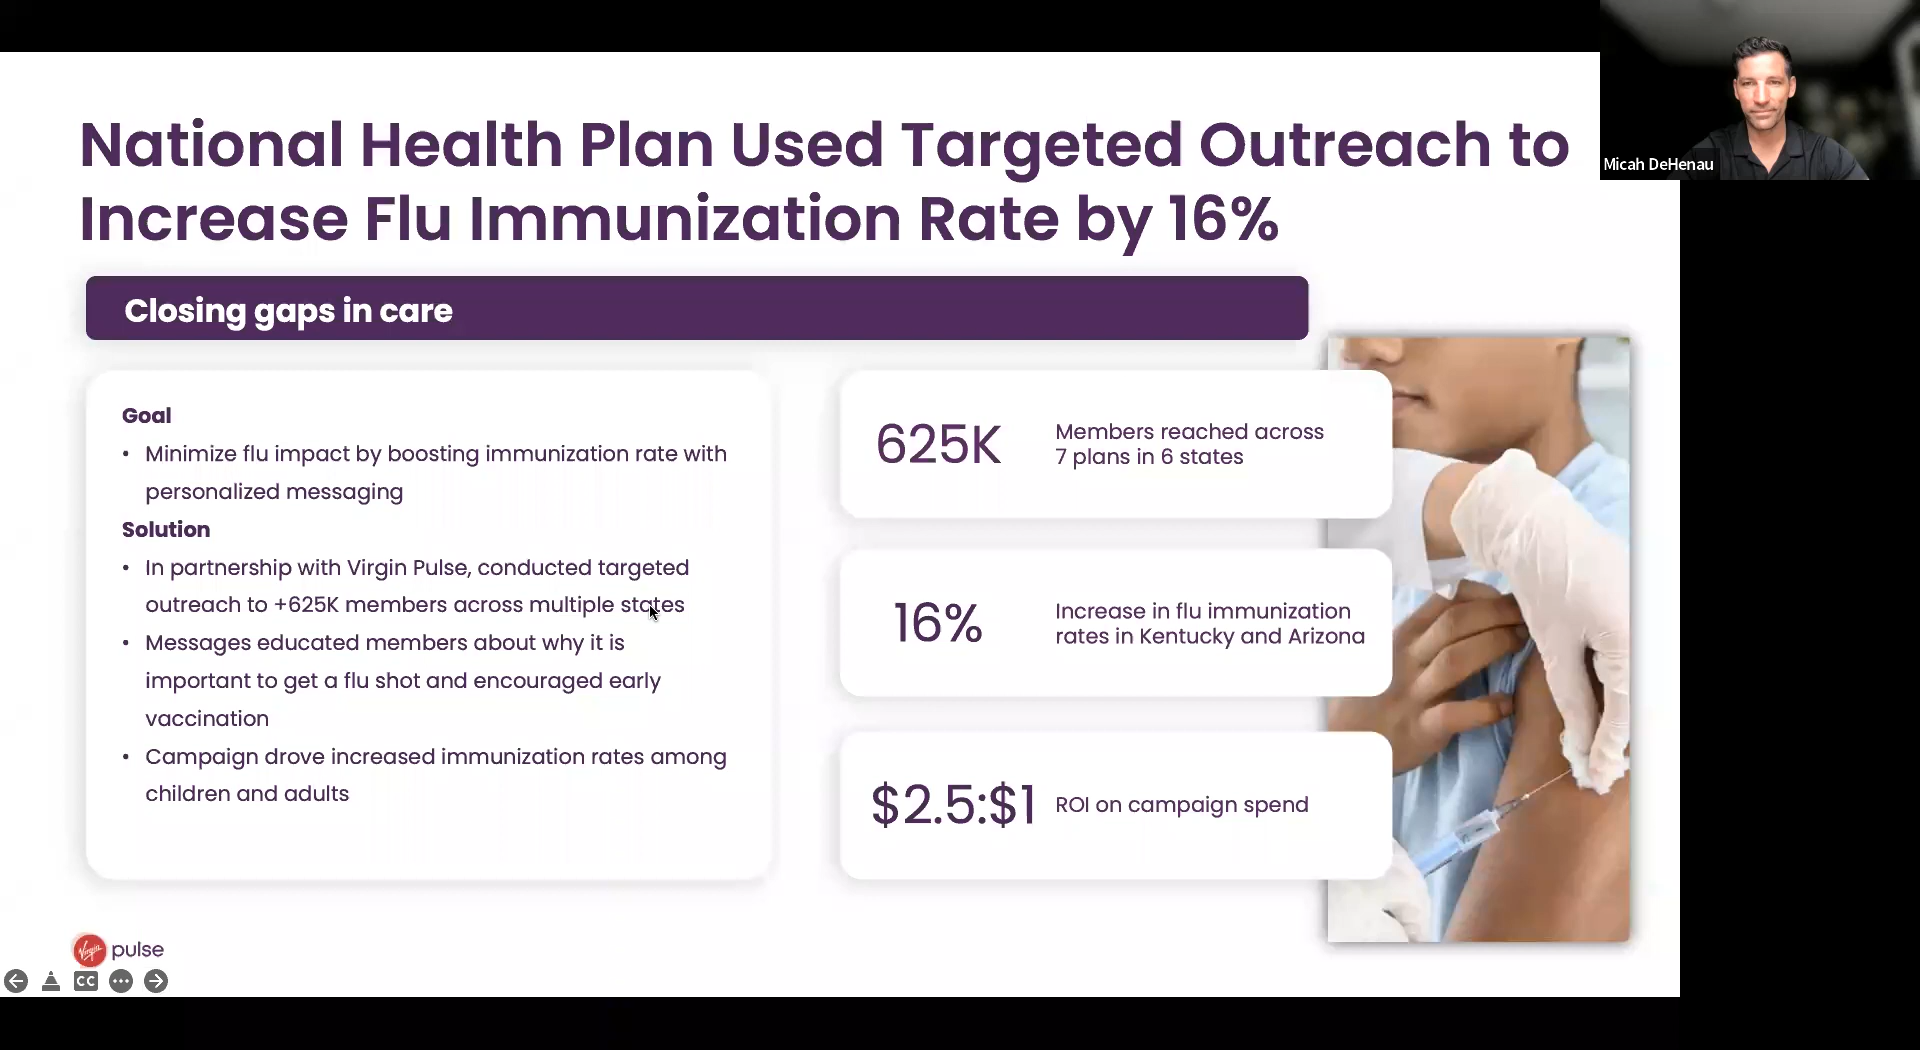 National Health Plan Used Targeted Outreach to
Increase Flu Immunization Rate by 16%
Micah DeHenau
Closing gaps in care
Goal
• Minimize flu impact by boosting immunization rate with
personalized messaging
Solution
• In partnership with Virgin Pulse, conducted targeted
outreach to +625K members across multiple states
• Messages educated members about why it is
important to get a flu shot and encouraged early
vaccination
• Campaign drove increased immunization rates among
children and adults
625K
Members reached across
7 plans in 6 states
16%
Increase in flu immunization
rates in Kentucky and Arizona
$2.5:$1
ROI on campaign spend
Virgin pulse
CC